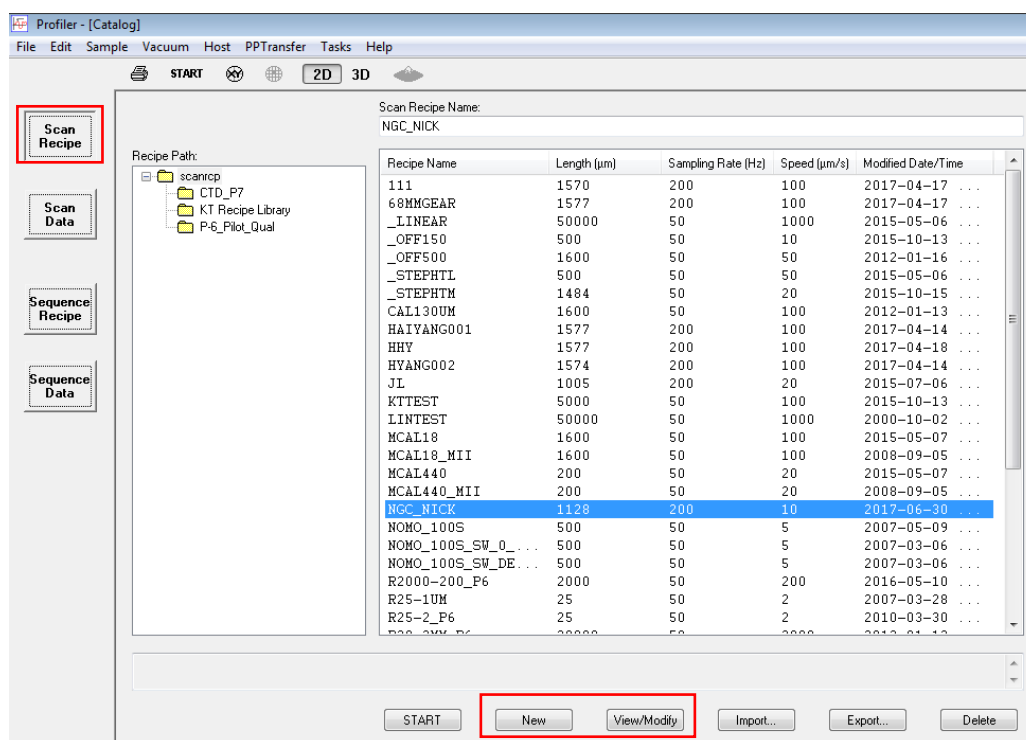 Profiler - [Catalog]
File Edit Sample Vacuum Host PPTransfer Tasks Help
START XY 2D 3D
Scan Recipe
Scan Data
Sequence Recipe
Sequence Data
Scan Recipe Name:
NGC_NICK
Recipe Path:
scanrcp
CTD_P7
KT Recipe Library
P-6_Pilot_Qual
Recipe Name Length (µm) Sampling Rate (Hz) Speed (µm/s) Modified Date/Time
111 1570 200 100 2017-04-17 ...
68MMGEAR 1577 200 100 2017-04-17 ...
_LINEAR 50000 50 1000 2015-05-06 ...
_OFF150 500 50 10 2015-10-13 ...
_OFF500 1600 50 50 2012-01-16 ...
_STEPHTL 500 50 50 2015-05-06 ...
_STEPHTM 1484 50 20 2015-10-15 ...
CAL130UM 1600 50 100 2012-01-13 ...
HAIYANG001 1577 200 100 2017-04-14 ...
HHY 1577 200 100 2017-04-18 ...
HYANG002 1574 200 100 2017-04-14 ...
JL 1005 200 20 2015-07-06 ...
KTTEST 5000 50 100 2015-10-13 ...
LINTEST 50000 50 1000 2000-10-02 ...
MCAL18 1600 50 100 2015-05-07 ...
MCAL18_MII 1600 50 100 2008-09-05 ...
MCAL440 200 50 20 2015-05-07 ...
MCAL440_MII 200 50 20 2008-09-05 ...
NGC_NICK 1128 200 10 2017-06-30 ...
NOMO_100S 500 50 5 2007-05-09 ...
NOMO_100S_SW_0_... 500 50 5 2007-03-06 ...
NOMO_100S_SW_DE... 500 50 5 2007-03-06 ...
R2000-200_P6 2000 50 200 2016-05-10 ...
R25-1UM 25 50 2 2007-03-28 ...
R25-2_P6 25 50 2 2010-03-30 ...
START New View/Modify Import... Export... Delete